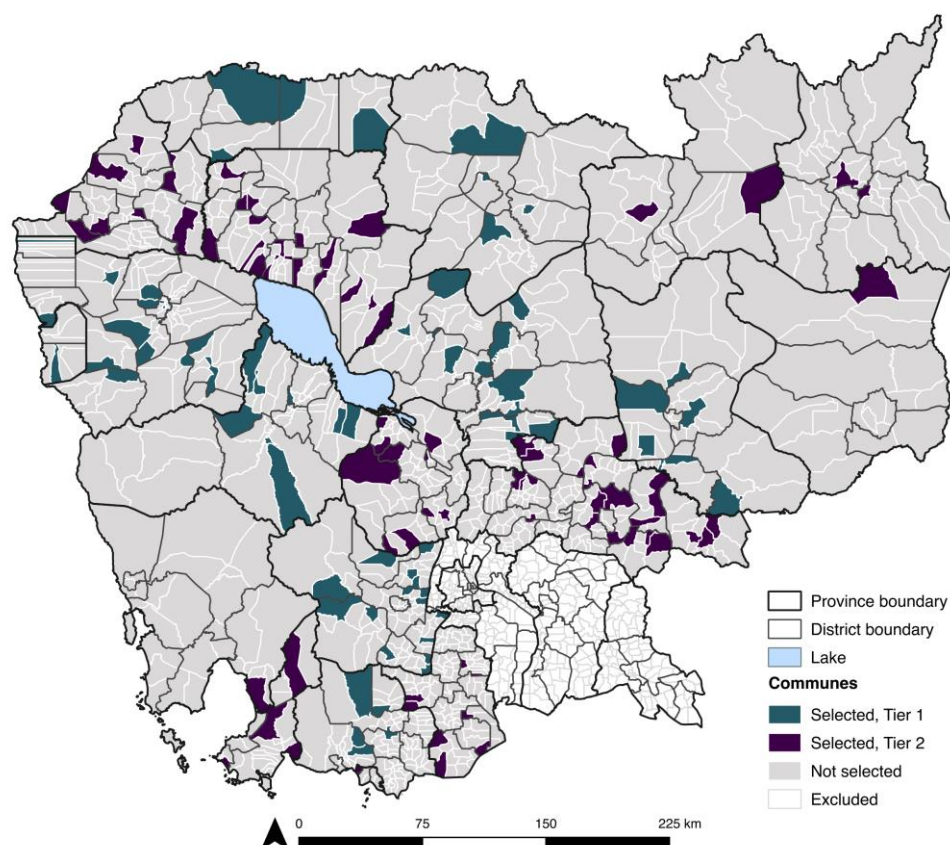 Province boundary
District boundary
Lake
Communes
Selected, Tier 1
Selected, Tier 2
Not selected
Excluded
0 75 150 225 km